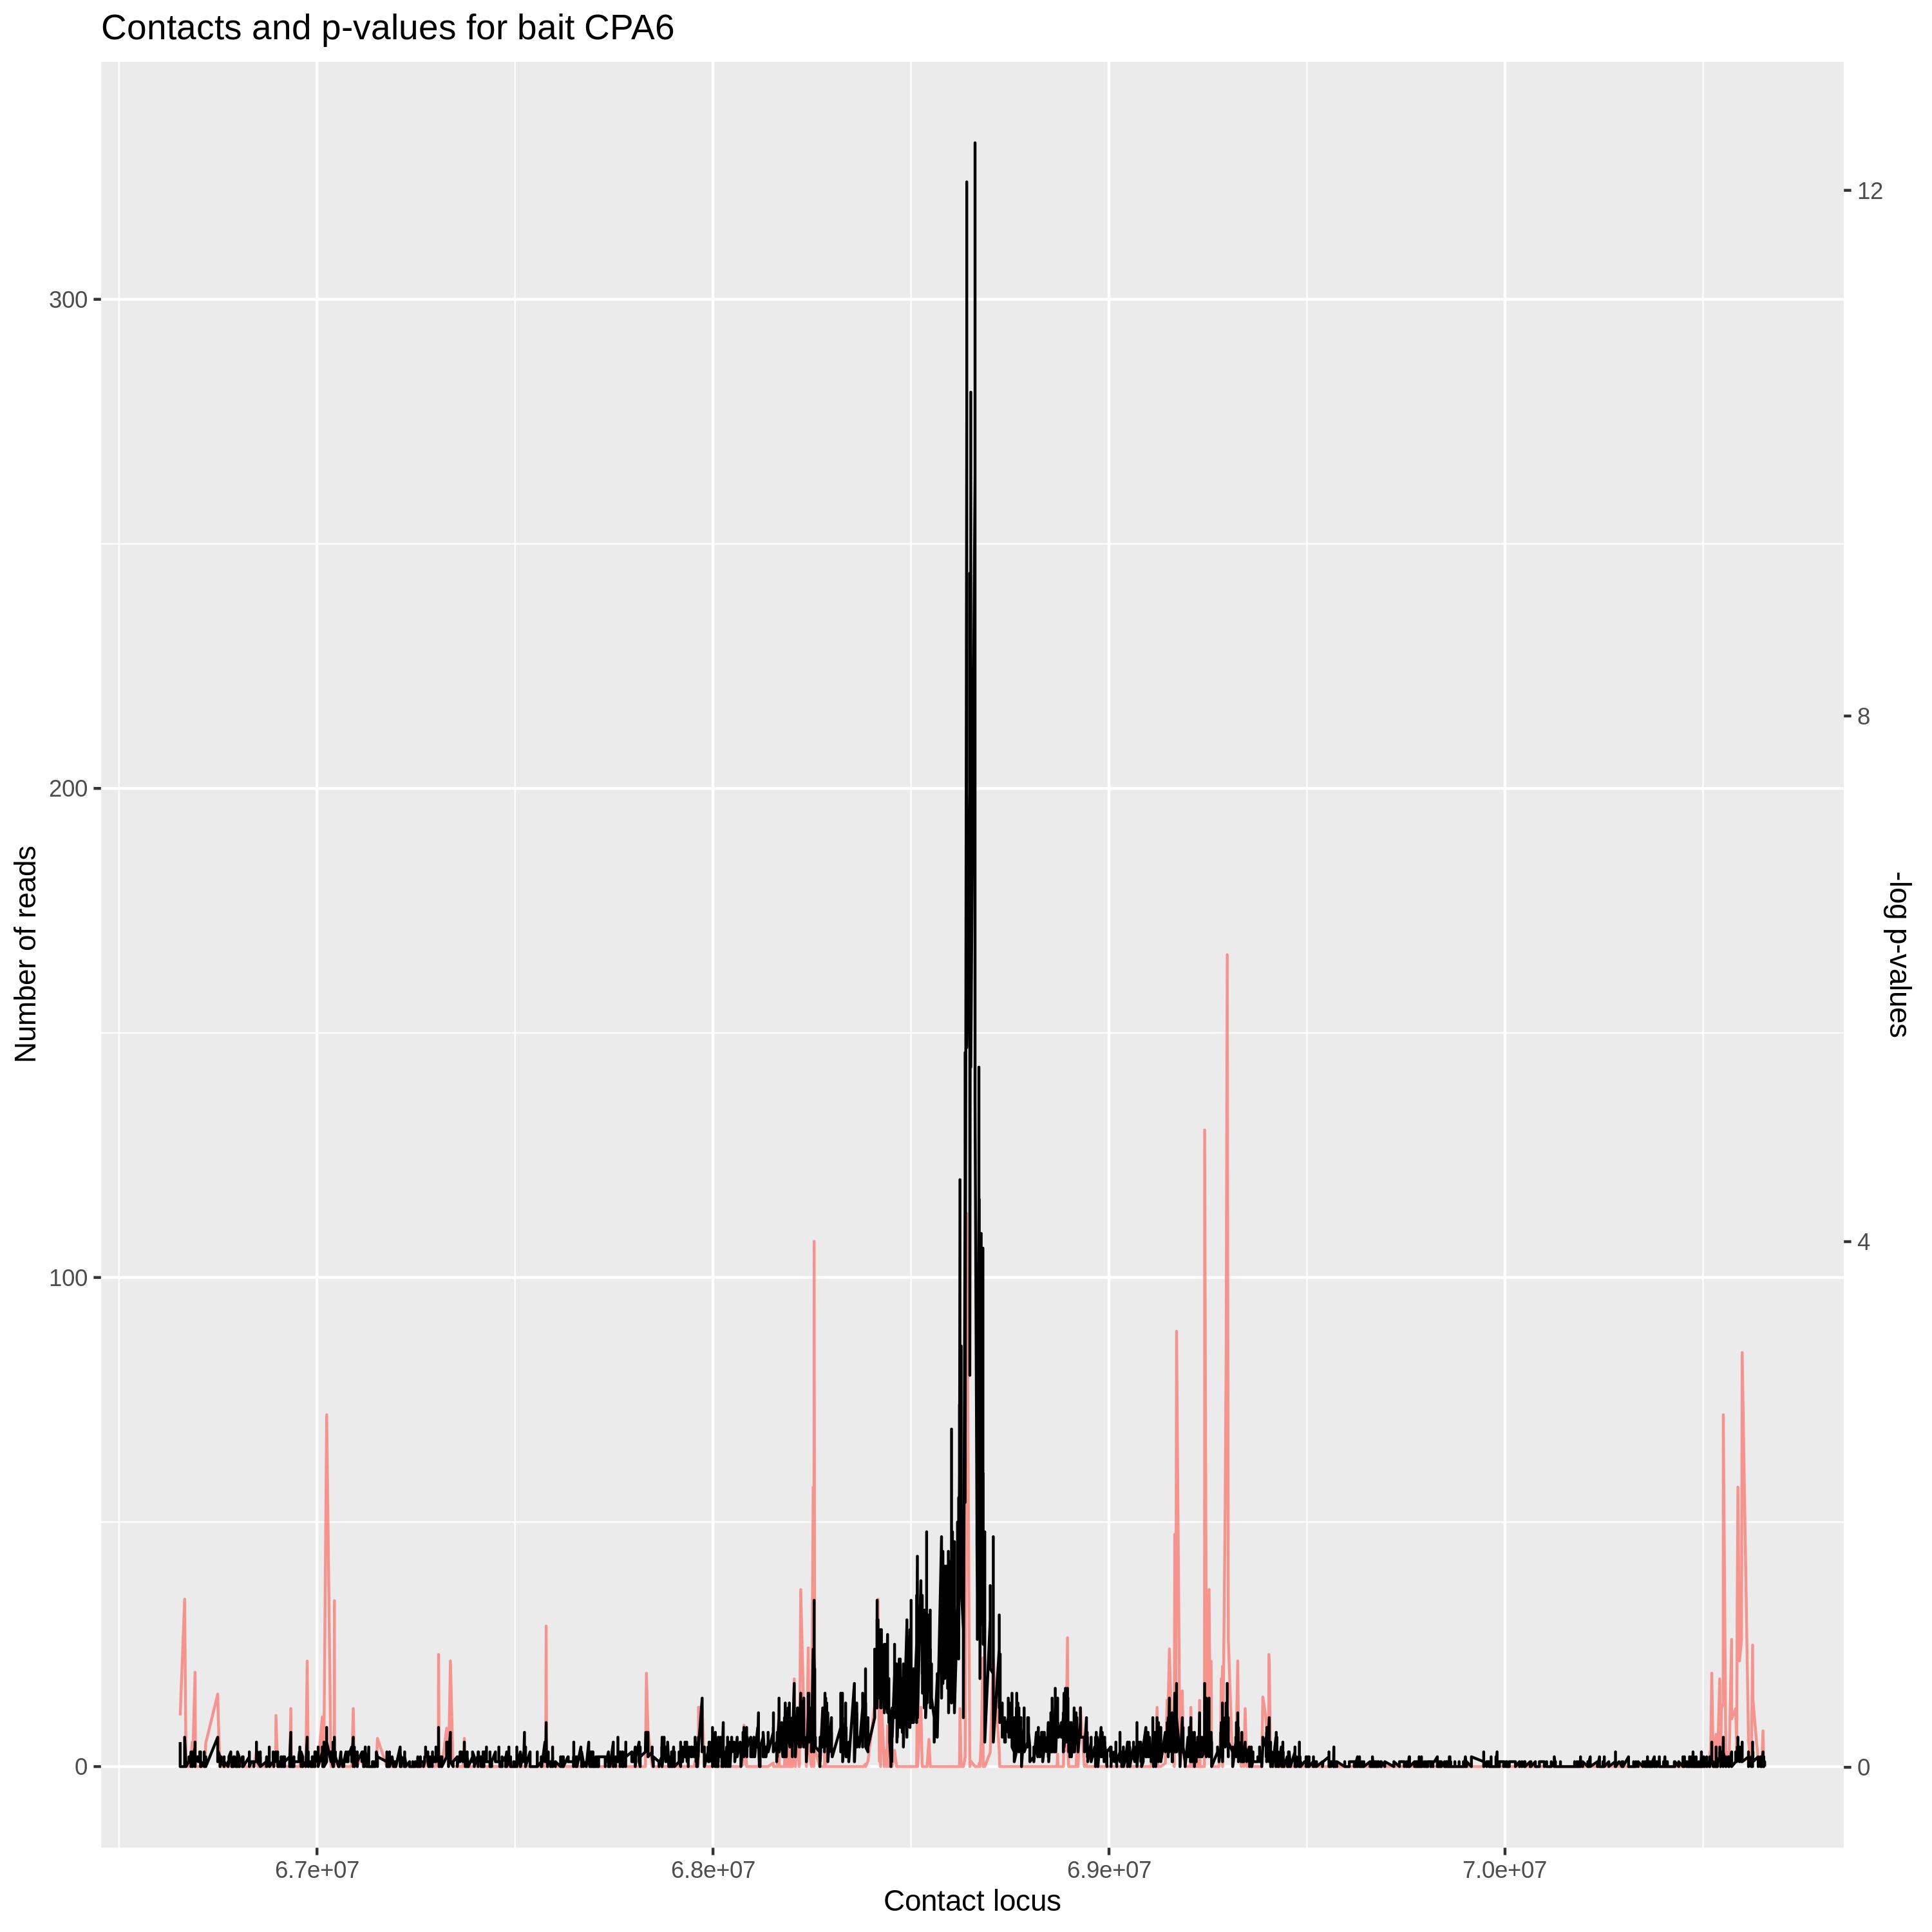 Contacts and p-values for bait CPA6
Number of reads
300
200
100
0
12
8
4
0
-log p-values
6.7e+07
6.8e+07
6.9e+07
7.0e+07
Contact locus